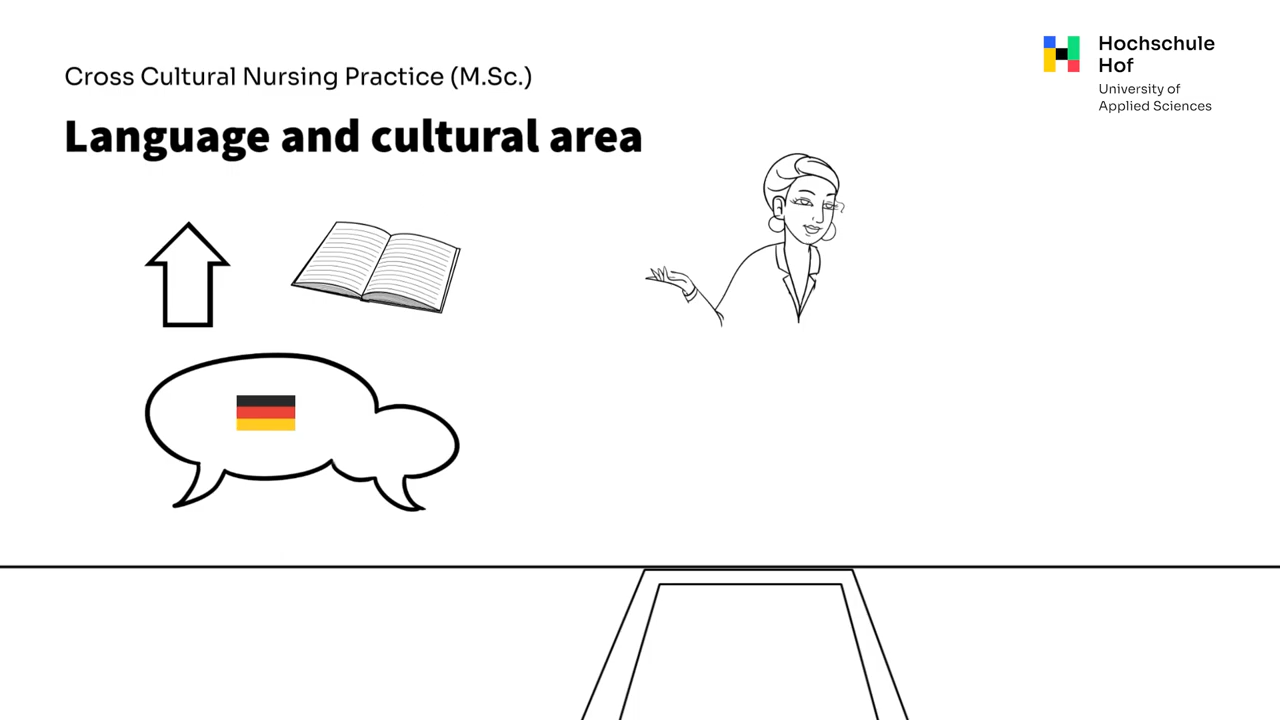 Cross Cultural Nursing Practice (M.Sc.)
Language and cultural area
Hochschule
Hof
University of
Applied Sciences